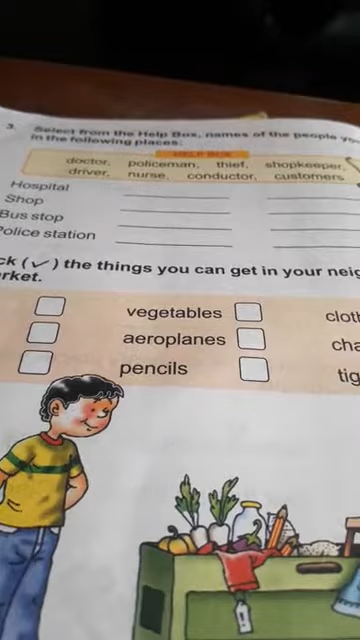 3. Select from the Help Box, names of the people
in the following places:
HELP BOX
doctor, policeman, thief, shopkeeper,
driver, nurse, conductor, customers
Hospital
Shop
Bus stop
Police station
ck (✓) the things you can get in your neig
rket.
vegetables cloth
aeroplanes cha
pencils tig